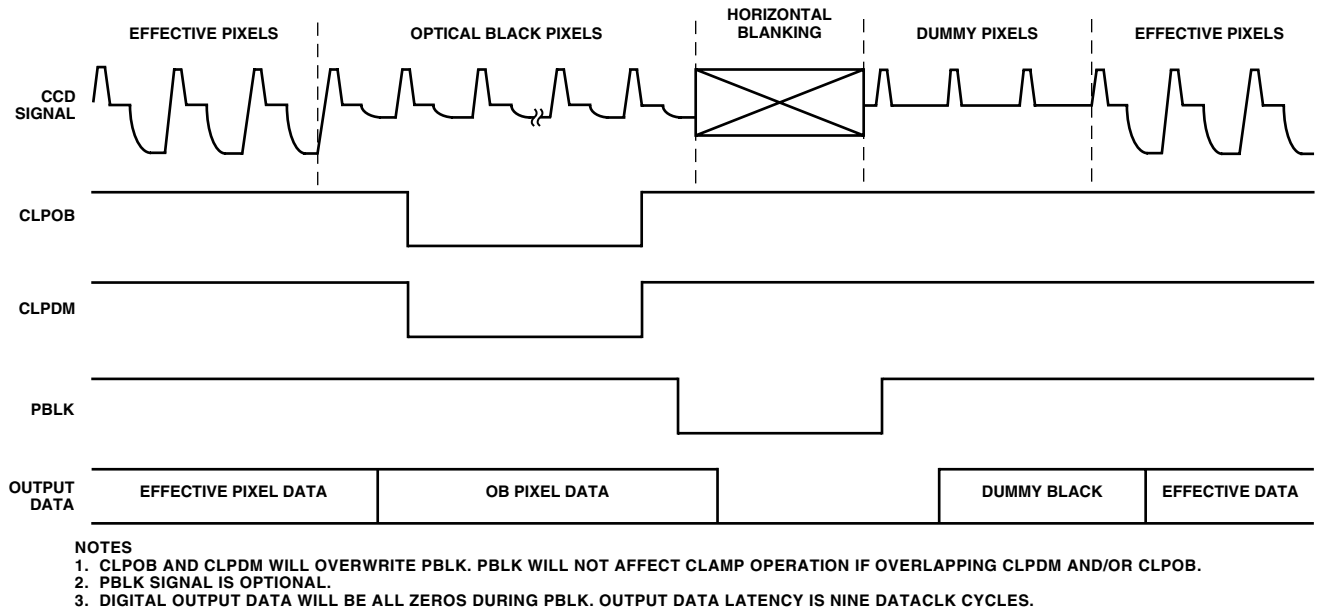 EFFECTIVE PIXELS
OPTICAL BLACK PIXELS
HORIZONTAL
BLANKING
DUMMY PIXELS
EFFECTIVE PIXELS
CCD
SIGNAL
CLPOB
CLPDM
PBLK
OUTPUT
DATA
EFFECTIVE PIXEL DATA
OB PIXEL DATA
DUMMY BLACK
EFFECTIVE DATA
NOTES
1. CLPOB AND CLPDM WILL OVERWRITE PBLK. PBLK WILL NOT AFFECT CLAMP OPERATION IF OVERLAPPING CLPDM AND/OR CLPOB.
2. PBLK SIGNAL IS OPTIONAL.
3. DIGITAL OUTPUT DATA WILL BE ALL ZEROS DURING PBLK. OUTPUT DATA LATENCY IS NINE DATACLK CYCLES.